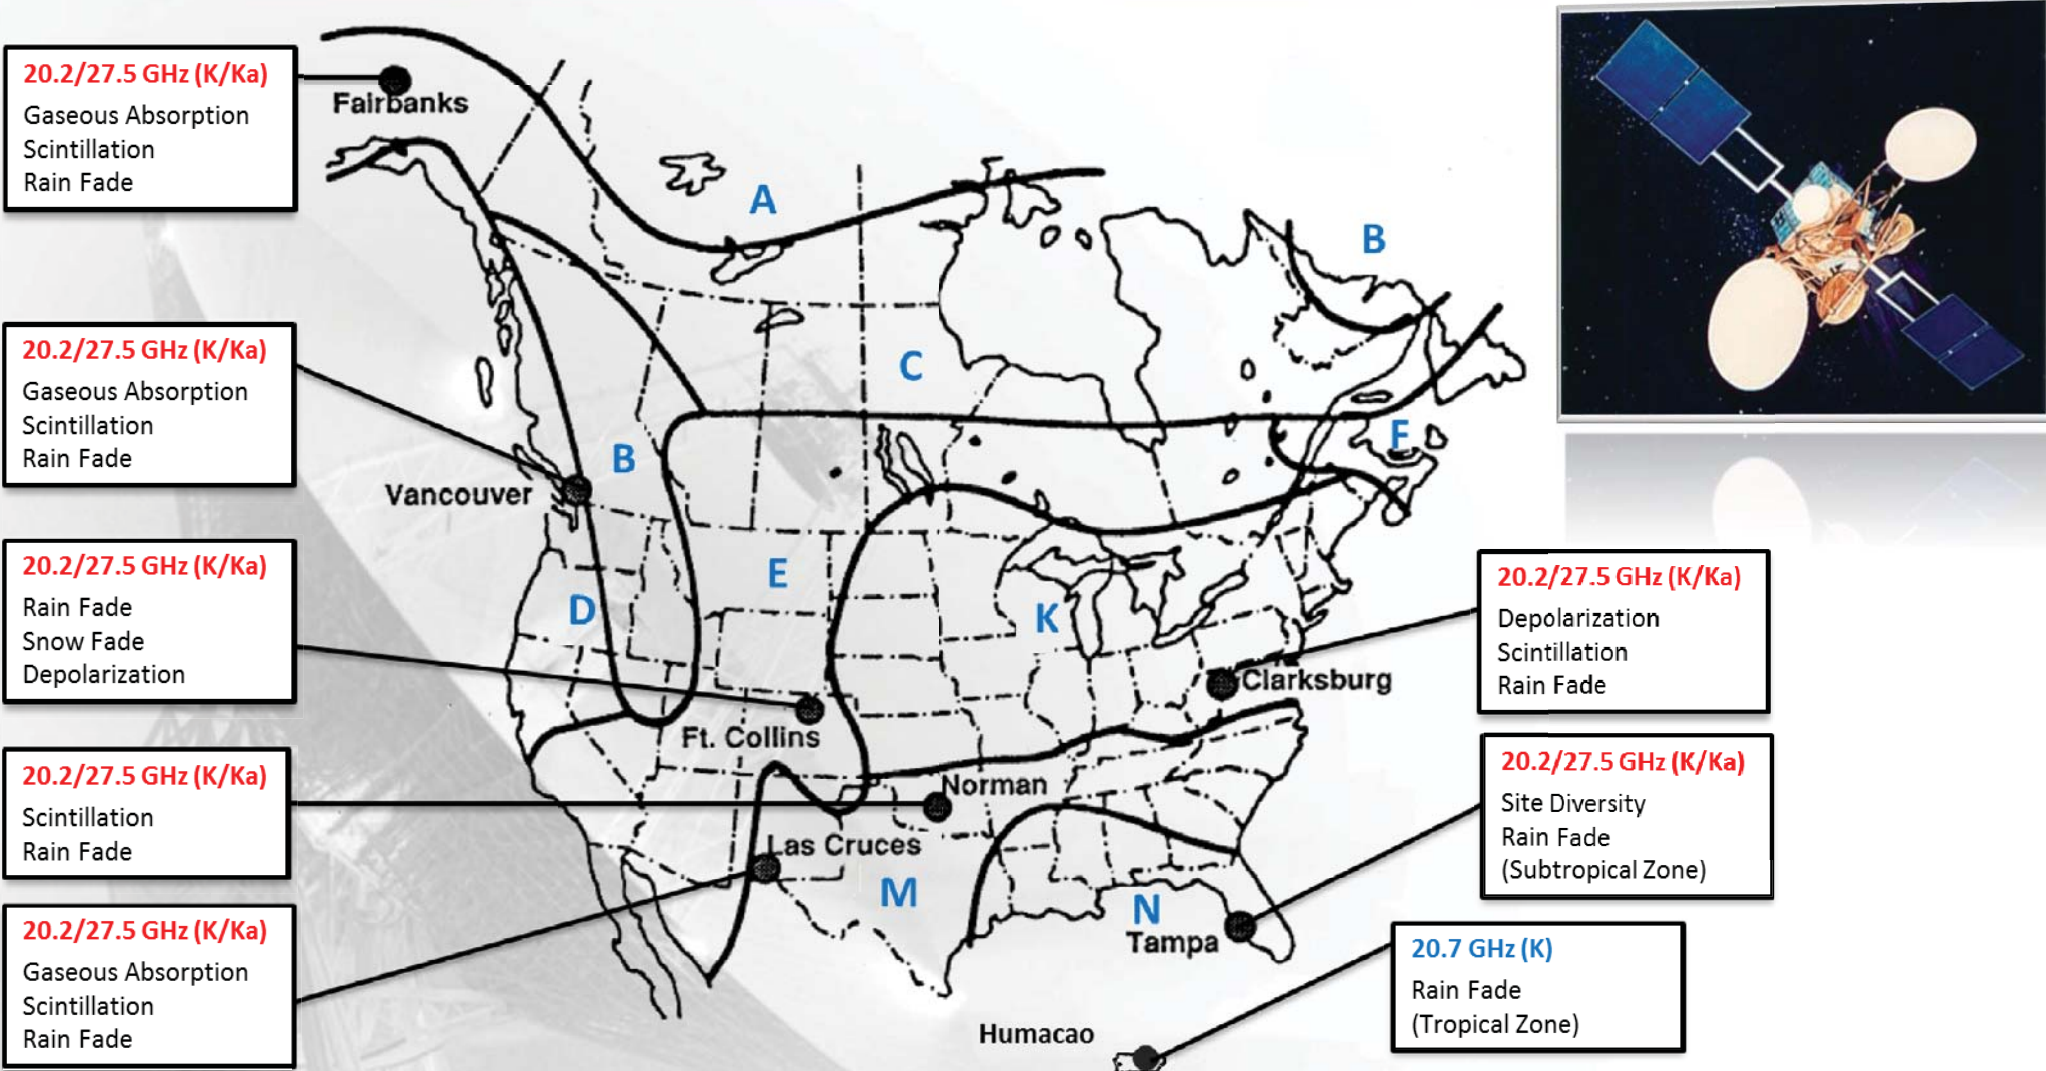 20.2/27.5 GHz (K/Ka)
Gaseous Absorption
Scintillation
Rain Fade
20.2/27.5 GHz (K/Ka)
Gaseous Absorption
Scintillation
Rain Fade
20.2/27.5 GHz (K/Ka)
Rain Fade
Snow Fade
Depolarization
20.2/27.5 GHz (K/Ka)
Scintillation
Rain Fade
20.2/27.5 GHz (K/Ka)
Gaseous Absorption
Scintillation
Rain Fade
Fairbanks
A
B
C
B
F
Vancouver
E
D
K
Clarksburg
Ft. Collins
Norman
Las Cruces
M
N
Tampa
Humacao
20.2/27.5 GHz (K/Ka)
Depolarization
Scintillation
Rain Fade
20.2/27.5 GHz (K/Ka)
Site Diversity
Rain Fade
(Subtropical Zone)
20.7 GHz (K)
Rain Fade
(Tropical Zone)